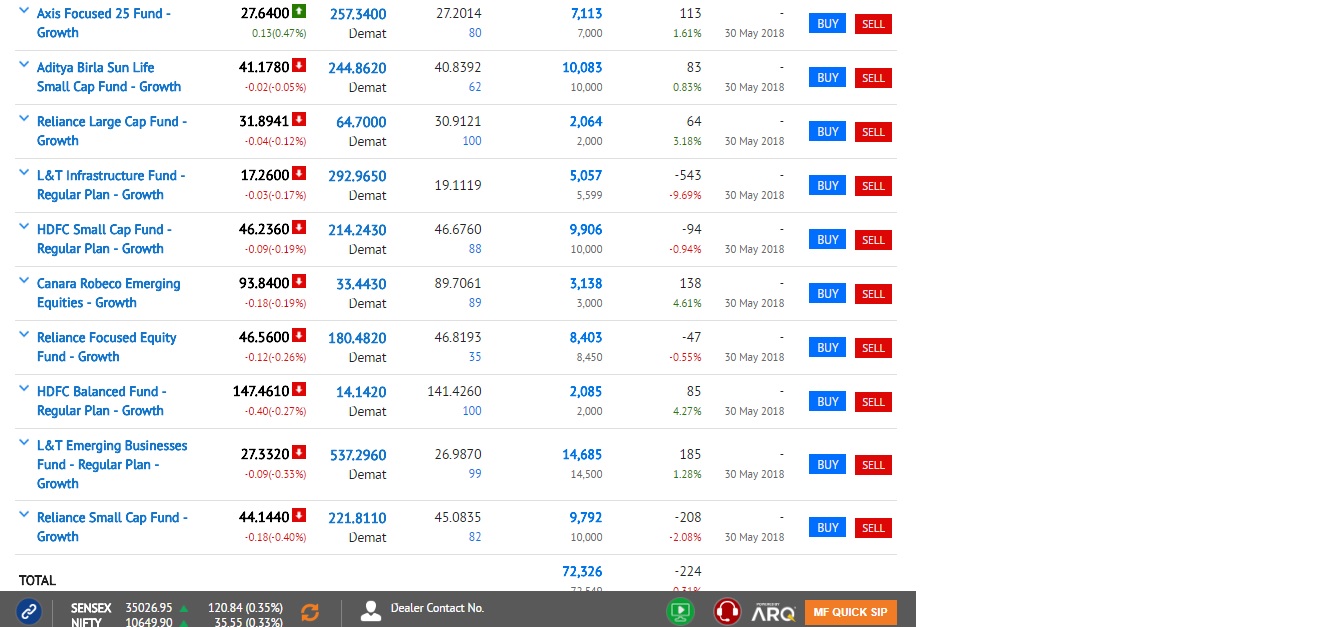 Axis Focused 25 Fund - 27.6400 257.3400 27.2014 7,113 113 - BUY SELL
Growth 0.13(0.47%) Demat 80 7,000 1.61% 30 May 2018
Aditya Birla Sun Life 41.1780 244.8620 40.8392 10,083 83 - BUY SELL
Small Cap Fund - Growth -0.02(-0.05%) Demat 62 10,000 0.83% 30 May 2018
Reliance Large Cap Fund - 31.8941 64.7000 30.9121 2,064 64 - BUY SELL
Growth -0.04(-0.12%) Demat 100 2,000 3.18% 30 May 2018
L&T Infrastructure Fund - 17.2600 292.9650 19.1119 5,057 -543 - BUY SELL
Regular Plan - Growth -0.03(-0.17%) Demat 5,599 -9.69% 30 May 2018
HDFC Small Cap Fund - 46.2360 214.2430 46.6760 9,906 -94 - BUY SELL
Regular Plan - Growth -0.09(-0.19%) Demat 88 10,000 -0.94% 30 May 2018
Canara Robeco Emerging 93.8400 33.4430 89.7061 3,138 138 - BUY SELL
Equities - Growth -0.18(-0.19%) Demat 89 3,000 4.61% 30 May 2018
Reliance Focused Equity 46.5600 180.4820 46.8193 8,403 -47 - BUY SELL
Fund - Growth -0.12(-0.26%) Demat 35 8,450 -0.55% 30 May 2018
HDFC Balanced Fund - 147.4610 14.1420 141.4260 2,085 85 - BUY SELL
Regular Plan - Growth -0.40(-0.27%) Demat 100 2,000 4.27% 30 May 2018
L&T Emerging Businesses 27.3320 537.2960 26.9870 14,685 185 - BUY SELL
Fund - Regular Plan - -0.09(-0.33%) Demat 99 14,500 1.28% 30 May 2018
Growth
Reliance Small Cap Fund - 44.1440 221.8110 45.0835 9,792 -208 - BUY SELL
Growth -0.18(-0.40%) Demat 82 10,000 -2.08% 30 May 2018
TOTAL 72,326 -224
SENSEX 35026.95 120.84 (0.35%) Dealer Contact No. POWERED BY ARQ MF QUICK SIP
NIFTY 10649.90 35.55 (0.33%)